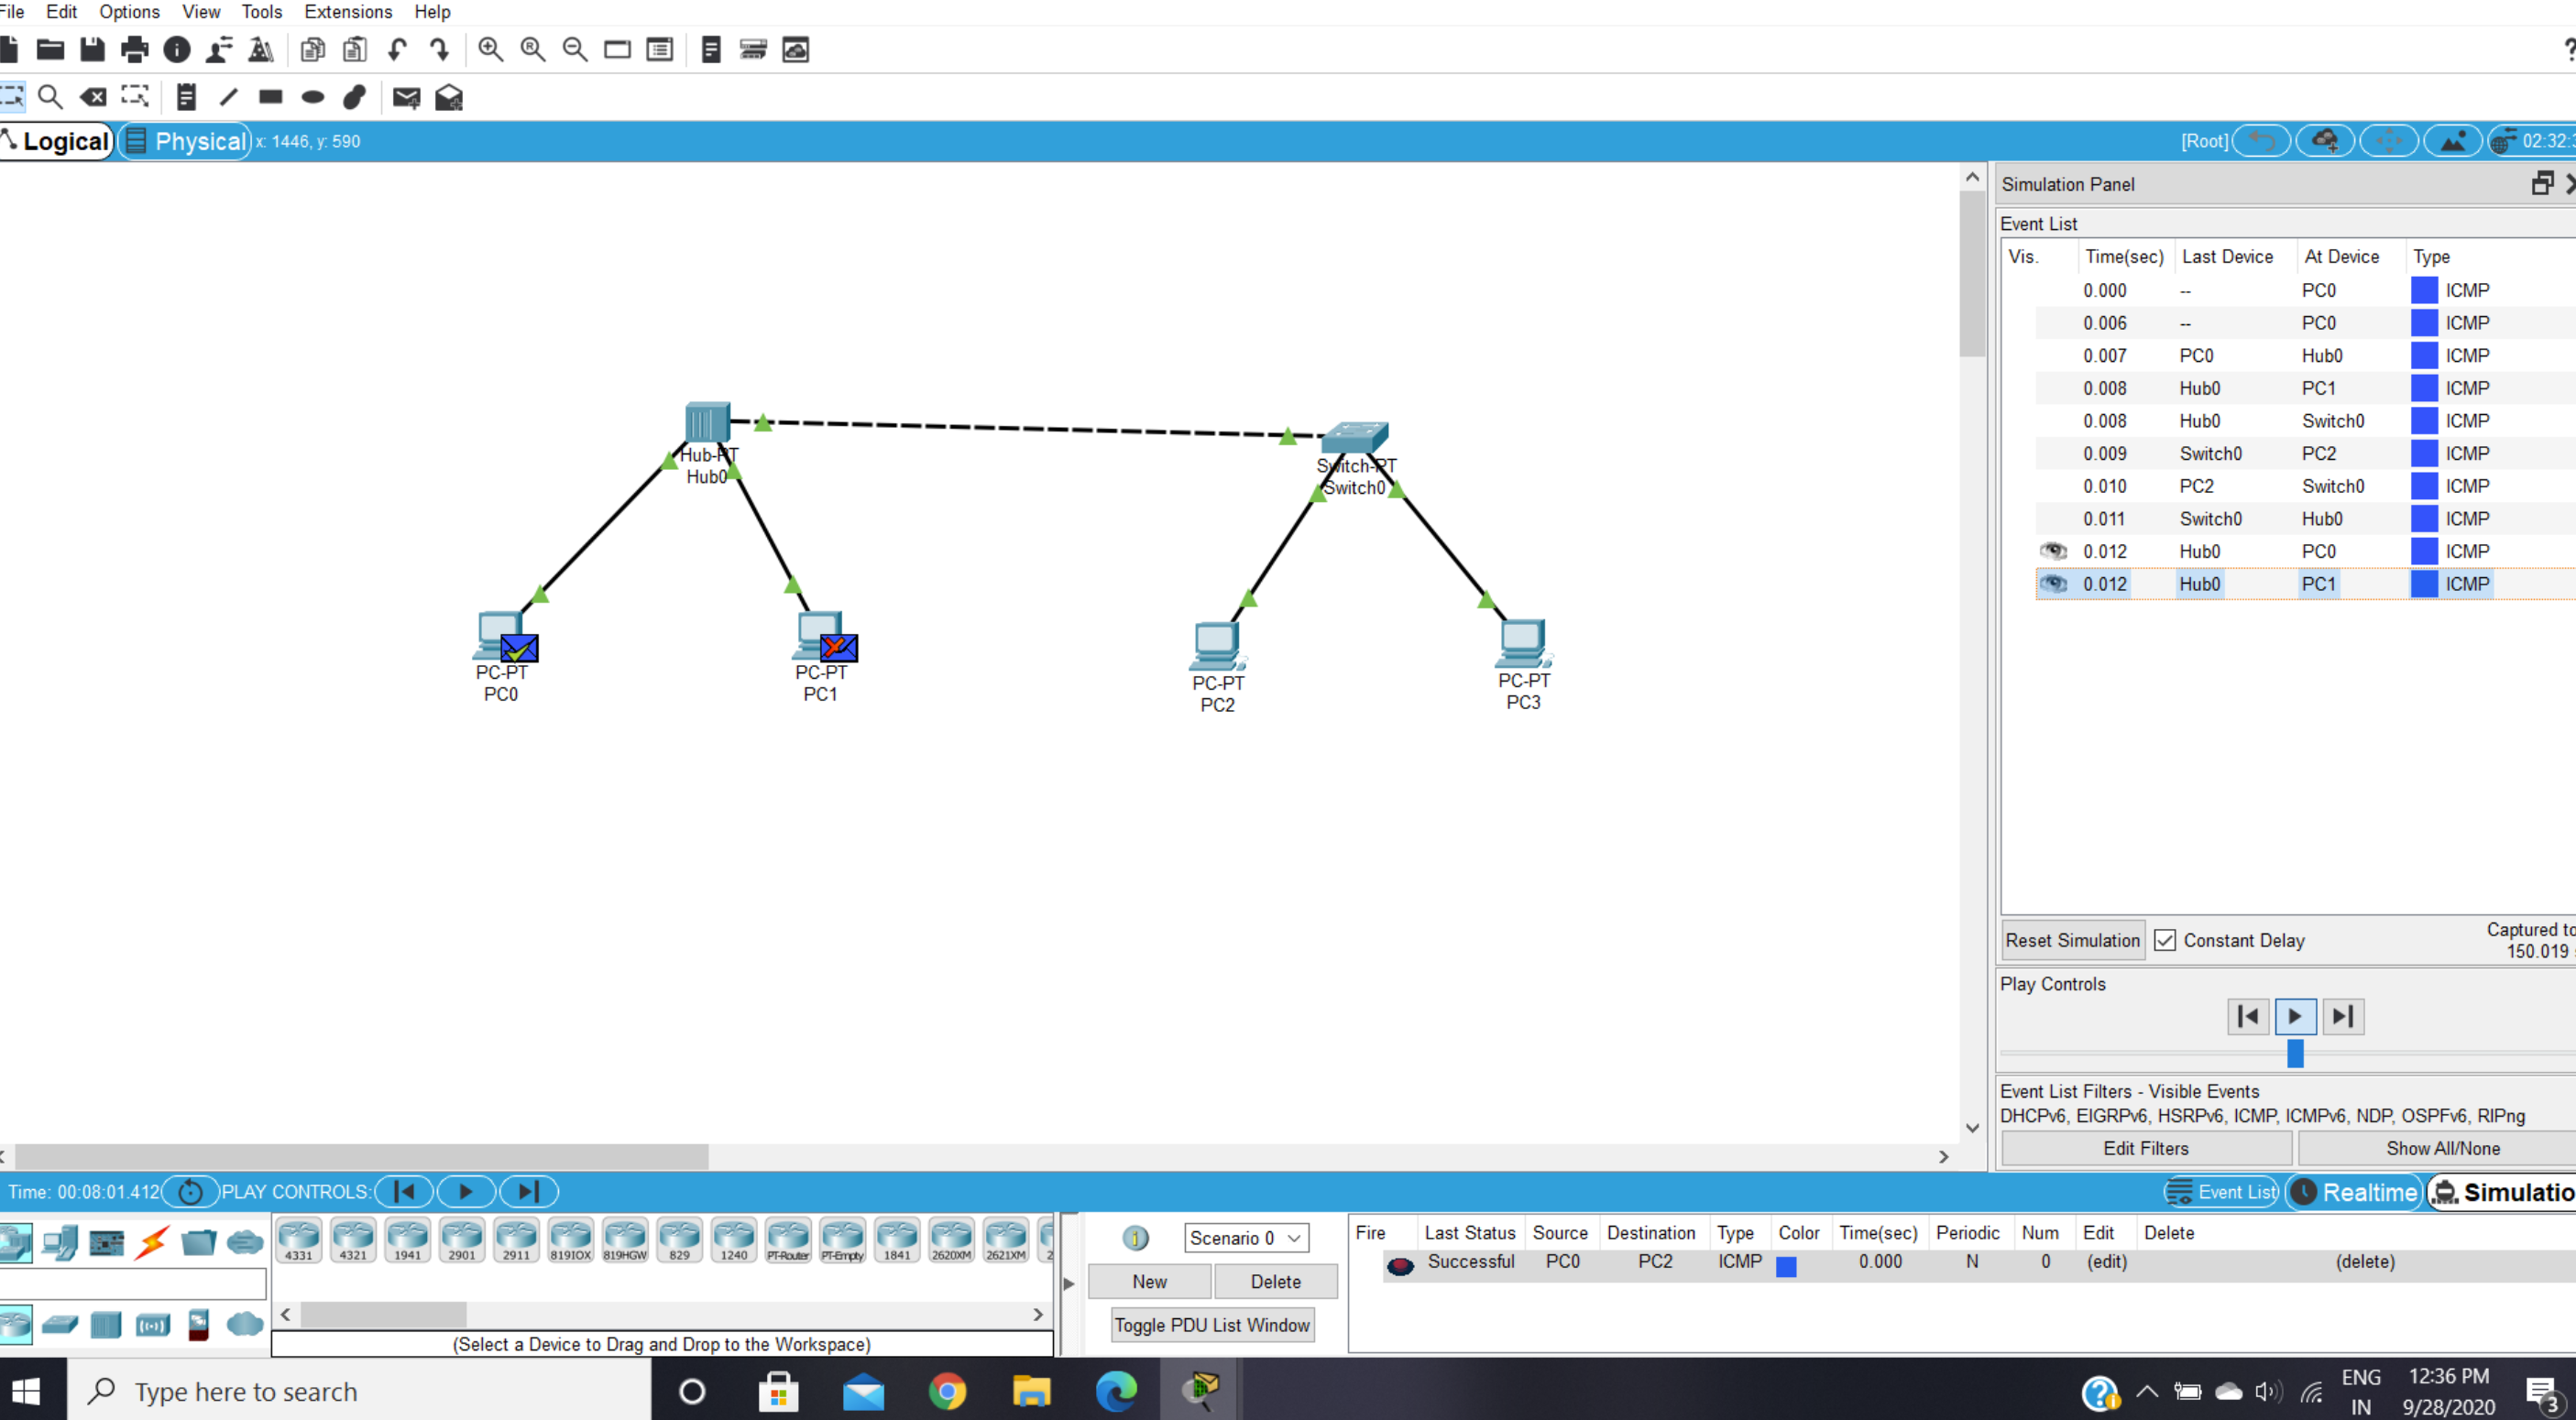 File Edit Options View Tools Extensions Help
?
Logical Physical x: 1446, y: 590 [Root] 02:32:3
Simulation Panel
Event List
Vis. Time(sec) Last Device At Device Type
0.000 -- PC0 ICMP
0.006 -- PC0 ICMP
0.007 PC0 Hub0 ICMP
0.008 Hub0 PC1 ICMP
0.008 Hub0 Switch0 ICMP
0.009 Switch0 PC2 ICMP
0.010 PC2 Switch0 ICMP
0.011 Switch0 Hub0 ICMP
0.012 Hub0 PC0 ICMP
0.012 Hub0 PC1 ICMP
Hub-PT
Hub0
Switch-PT
Switch0
PC-PT
PC0
PC-PT
PC1
PC-PT
PC2
PC-PT
PC3
Reset Simulation Constant Delay
Captured to
150.019
Play Controls
Event List Filters - Visible Events
DHCPv6, EIGRPv6, HSRPv6, ICMP, ICMPv6, NDP, OSPFv6, RIPng
Edit Filters Show All/None
Time: 00:08:01.412 PLAY CONTROLS: Event List Realtime Simulatio
4331 4321 1941 2901 2911 819IOX 819HGW 829 1240 PT-Router PT-Empty 1841 2620XM 2621XM 2
(Select a Device to Drag and Drop to the Workspace)
Scenario 0
New Delete
Toggle PDU List Window
Fire Last Status Source Destination Type Color Time(sec) Periodic Num Edit Delete
Successful PC0 PC2 ICMP 0.000 N 0 (edit) (delete)
Type here to search
ENG
IN
12:36 PM
9/28/2020
3